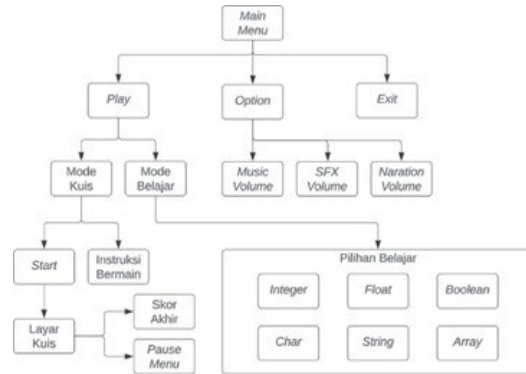 Main
Menu
Play
Option
Exit
Mode
Kuis
Mode
Belajar
Music
Volume
SFX
Volume
Naration
Volume
Start
Instruksi
Bermain
Pilihan Belajar
Integer
Float
Boolean
Char
String
Array
Layar
Kuis
Skor
Akhir
Pause
Menu